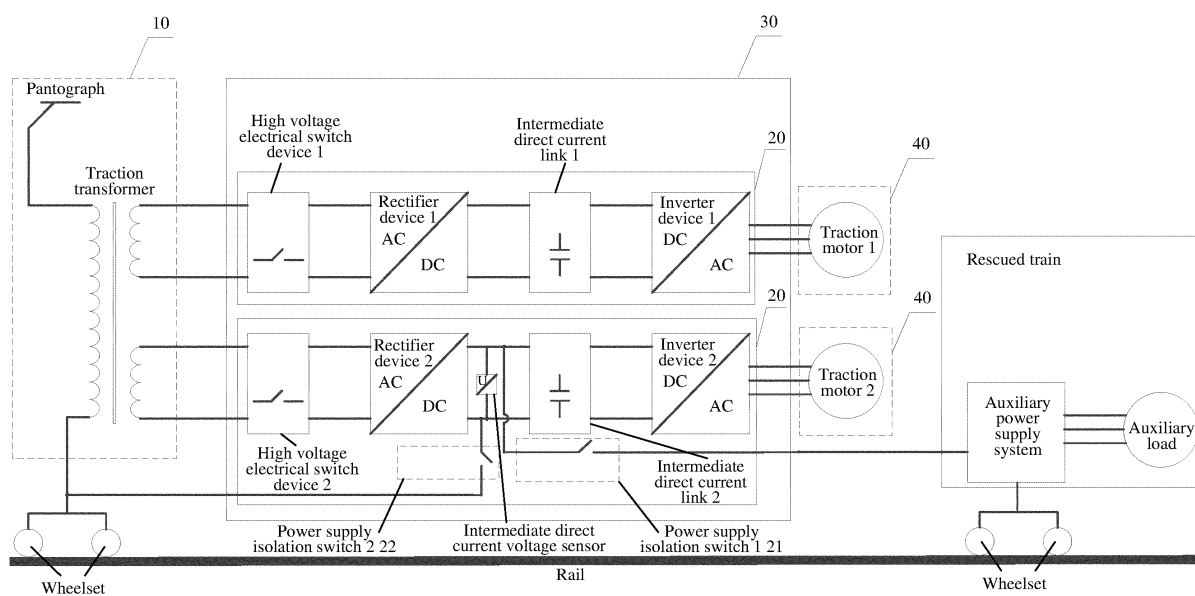 10
30
Pantograph
High voltage
electrical switch
device 1
Intermediate
direct current
link 1
20
40
Traction
transformer
Rectifier
device 1
AC
DC
Inverter
device 1
DC
AC
Traction
motor 1
Rescued train
20
40
Rectifier
device 2
AC
DC
U
Inverter
device 2
DC
AC
Traction
motor 2
Auxiliary
power
supply
system
Auxiliary
load
High voltage
electrical switch
device 2
Intermediate
direct current
link 2
Power supply
isolation switch 2 22
Intermediate direct
current voltage sensor
Power supply
isolation switch 1 21
Wheelset
Rail
Wheelset